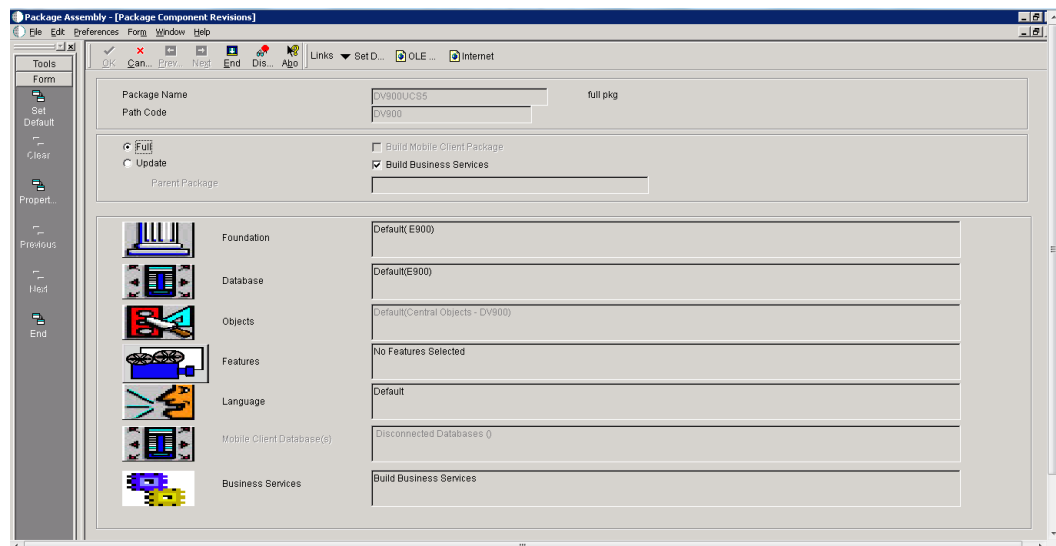 Package Assembly - [Package Component Revisions]
File Edit Preferences Form Window Help
Tools
Form
Set Default
Clear
Propert...
Previous
Next
End
OK Can... Prev.. Next End Dis... Abo Links Set D... OLE ... Internet
Package Name DV900UCS5 full pkg
Path Code DV900
Full Build Mobile Client Package
Update Build Business Services
Parent Package
Foundation Default( E900)
Database Default(E900)
Objects Default(Central Objects - DV900)
Features No Features Selected
Language Default
Mobile Client Database(s) Disconnected Databases ()
Business Services Build Business Services